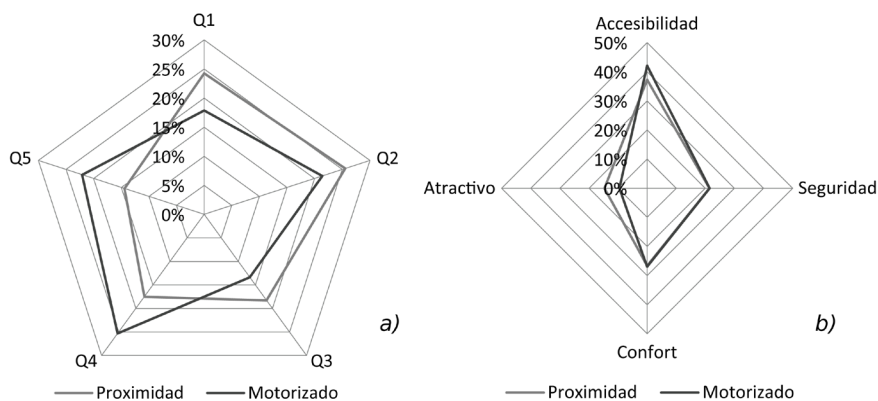 Q1
30%
25%
20%
15%
10%
5%
0%
Q5
Q2
Q4
Q3
a)
Proximidad
Motorizado
Accesibilidad
50%
40%
30%
20%
10%
0%
Atractivo
Seguridad
Confort
b)
Proximidad
Motorizado